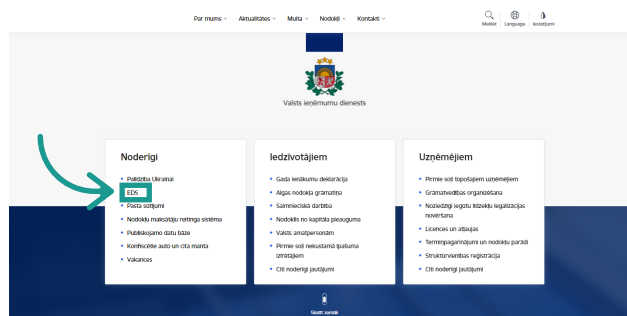 Par mums
Aktualitātes
Muita
Nodokļi
Kontakti
Meklēt
Language
Iestatījumi
Valsts ieņēmumu dienests
Noderīgi
Palīdzība Ukrainai
EDS
Pasta sūtījumi
Nodokļu maksātāju reitinga sistēma
Publiskojamo datu bāze
Konfiscētie auto un cita manta
Vakances
Iedzīvotājiem
Gada ienākumu deklarācija
Algas nodokļa grāmatiņa
Saimnieciskā darbība
Nodoklis no kapitāla pieauguma
Valsts amatpersonām
Pirmie soļi nekustamā īpašuma
izīrētājiem
Citi noderīgi jautājumi
Uzņēmējiem
Pirmie soļi topošajiem uzņēmējiem
Grāmatvedības organizēšana
Noziedzīgi iegūtu līdzekļu legalizācijas
novēršana
Licences un atļaujas
Termiņpagarinājumi un nodokļu parādi
Struktūrvienības reģistrācija
Citi noderīgi jautājumi
Skatīt zemāk